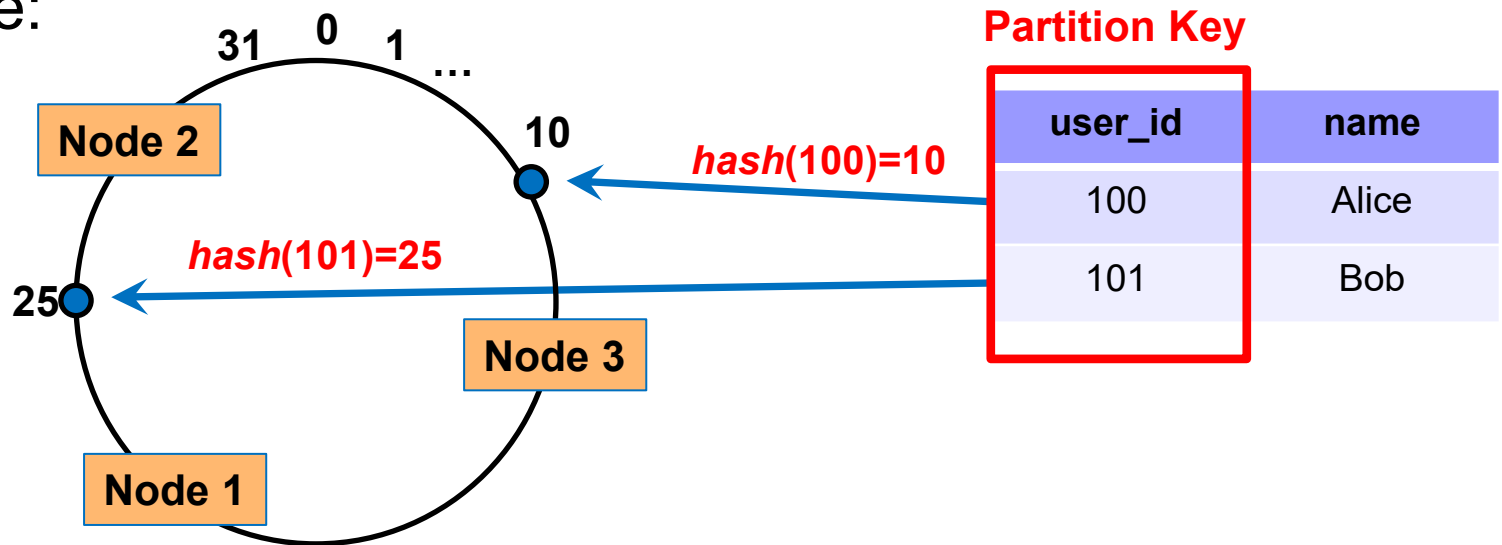 e:
31 0 1 ...
10
Node 2
hash(100)=10
hash(101)=25
25
Node 3
Node 1
Partition Key
user_id name
100 Alice
101 Bob